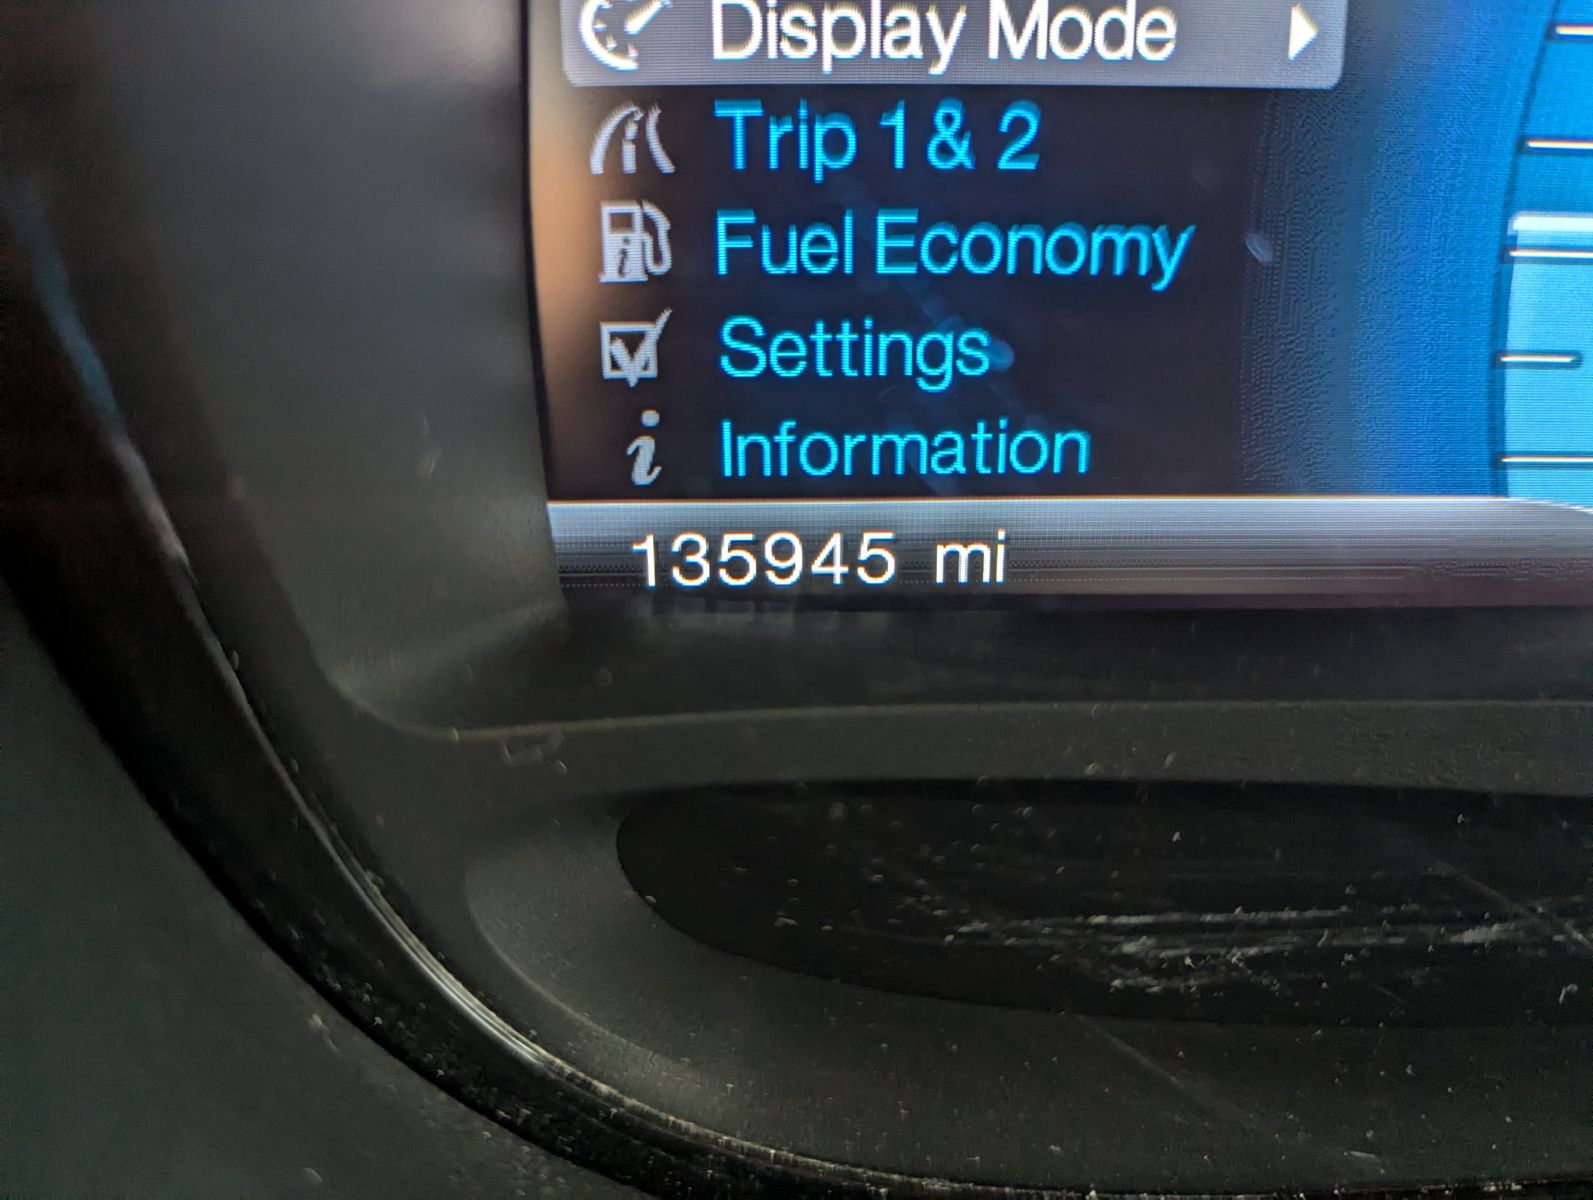 Display Mode
Trip 1 & 2
Fuel Economy
Settings
Information
135945 mi